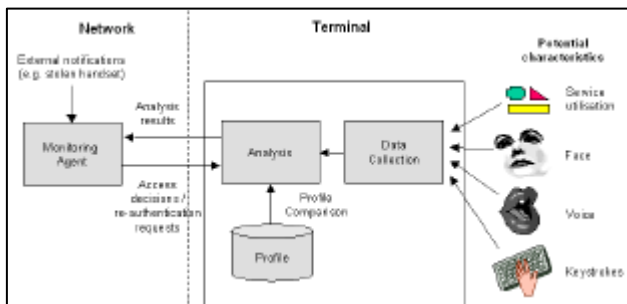 Network
Terminal
External notifications
(e.g. stolen handset)
Potential
characteristics
Service
utilisation
Analysis
results
Monitoring
Agent
Analysis
Data
Collection
Face
Access
decisions /
re-authentication
requests
Profile
Comparison
Voice
Profile
Keystrokes